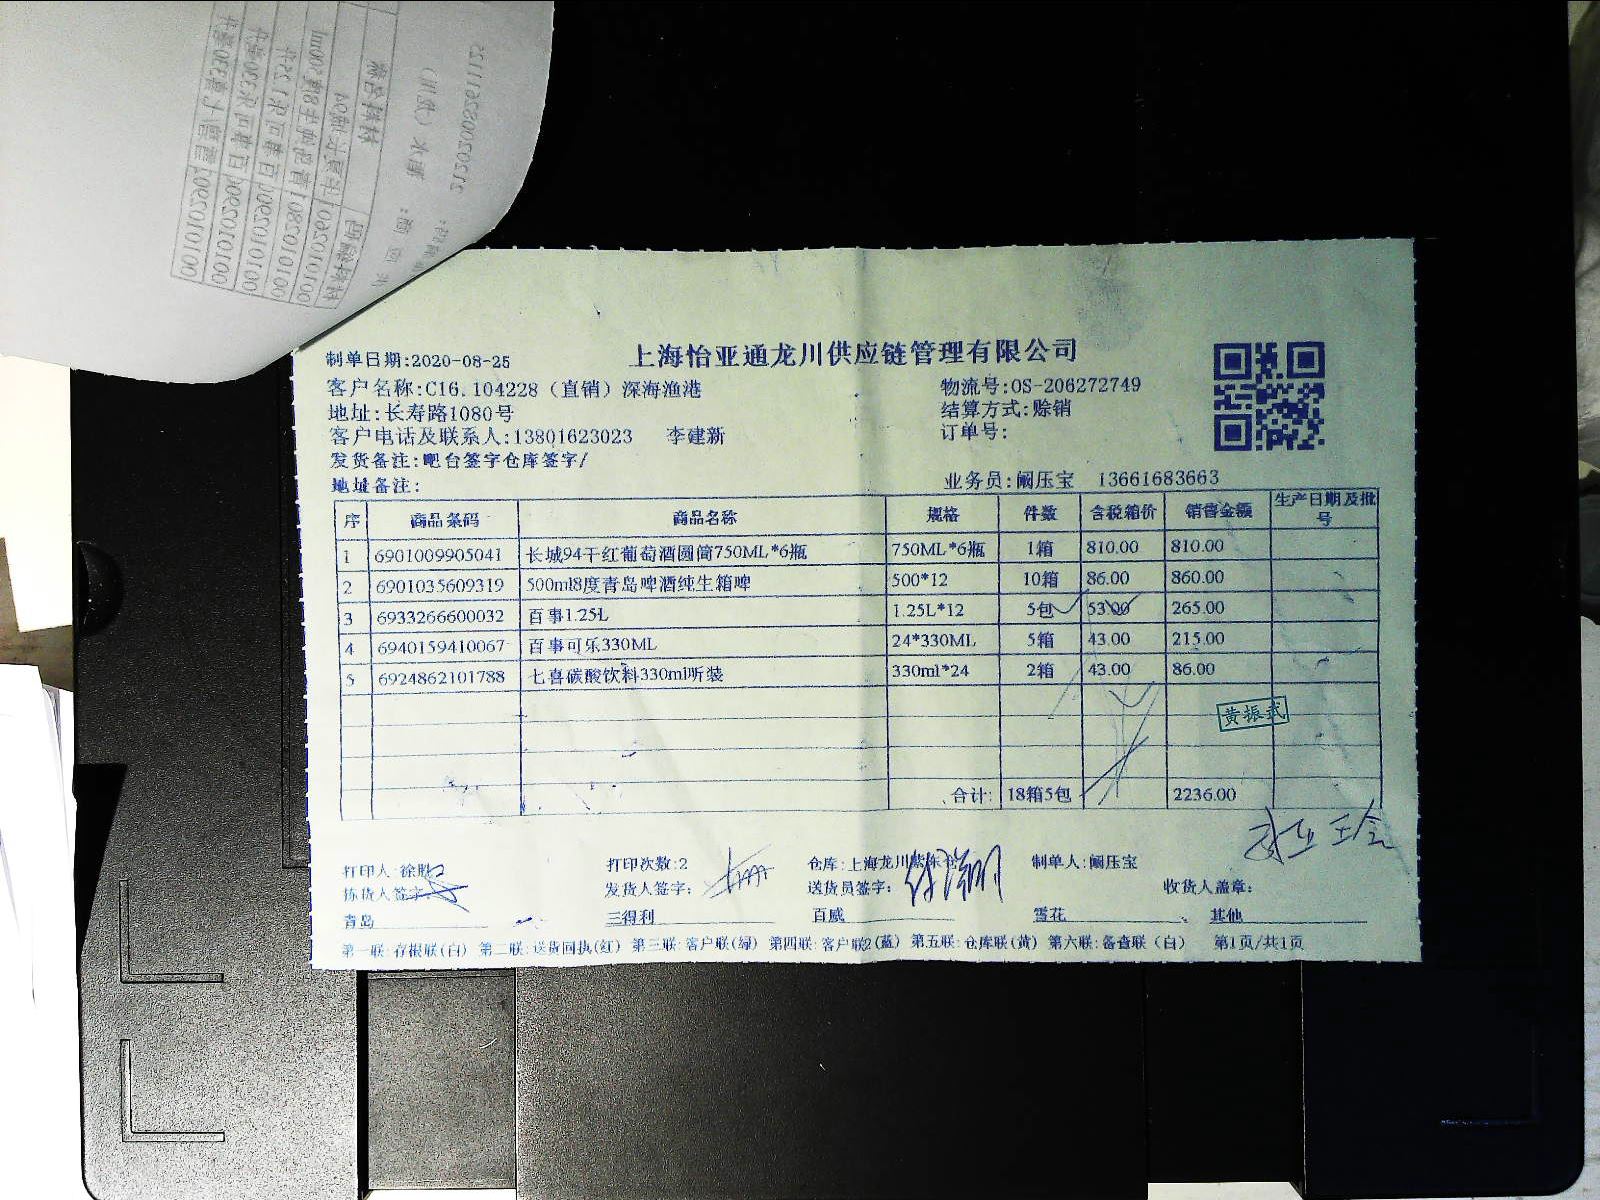 上海怡亚通龙川供应链管理有限公司
制单日期:2020-08-25
客户名称:C16.104228（直销）深海渔港
物流号:OS-206272749
地址:长寿路1080号
结算方式:赊销
客户电话及联系人:13801623023 李建新
订单号:
发货备注:吧台签字仓库签字/
地址备注:
业务员:阚压宝 13661683663
序 商品条码 商品名称 规格 件数 含税箱价 销售金额 生产日期及批号
1 6901009905041 长城94干红葡萄酒圆筒750ML*6瓶 750ML*6瓶 1箱 810.00 810.00
2 6901035609319 500ml8度青岛啤酒纯生箱啤 500*12 10箱 86.00 860.00
3 6933266600032 百事1.25L 1.25L*12 5包 53.00 265.00
4 6940159410067 百事可乐330ML 24*330ML 5箱 43.00 215.00
5 6924862101788 七喜碳酸饮料330ml听装 330ml*24 2箱 43.00 86.00
黄振武
合计: 18箱5包 2236.00
打印人:徐胜 打印次数:2 仓库:上海龙川 制单人:阚压宝
拣货人签字: 发货人签字: 送货员签字: 收货人盖章:
青岛 三得利 百威 雪花 其他
第一联:存根联(白) 第二联:送货回执(红) 第三联:客户联(绿) 第四联:客户联2(蓝) 第五联:仓库联(黄) 第六联:备查联（白） 第1页/共1页